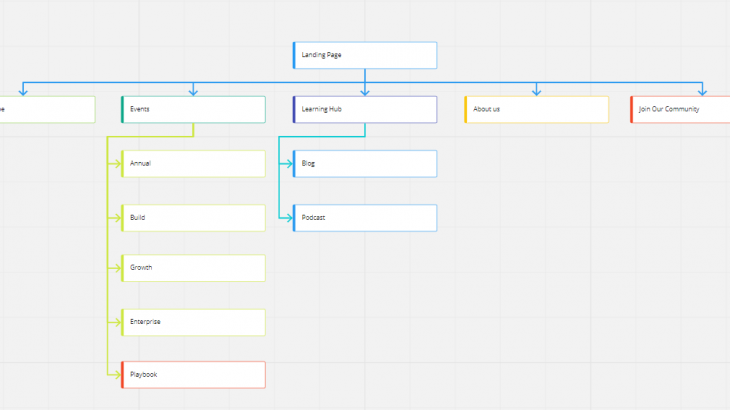 Landing Page
Events
Learning Hub
About us
Join Our Community
Annual
Blog
Build
Podcast
Growth
Enterprise
Playbook